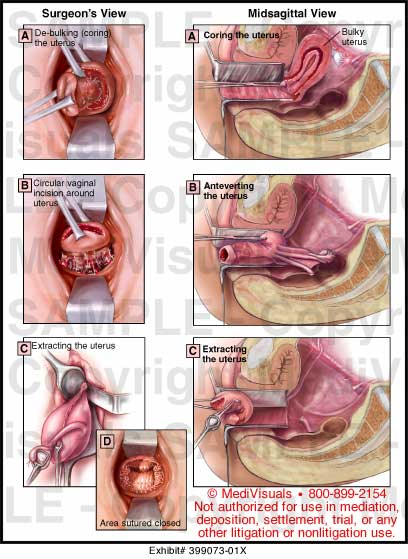 Surgeon's View
Midsagittal View
A
De-bulking (coring)
the uterus
A
Coring the uterus
Bulky
uterus
B
Circular vaginal
incision around
uterus
B
Anteverting
the uterus
C
Extracting the uterus
C
Extracting
the uterus
D
Area sutured closed
© MediVisuals • 800-899-2154
Not authorized for use in mediation,
deposition, settlement, trial, or any
other litigation or nonlitigation use.
Exhibit# 399073-01X